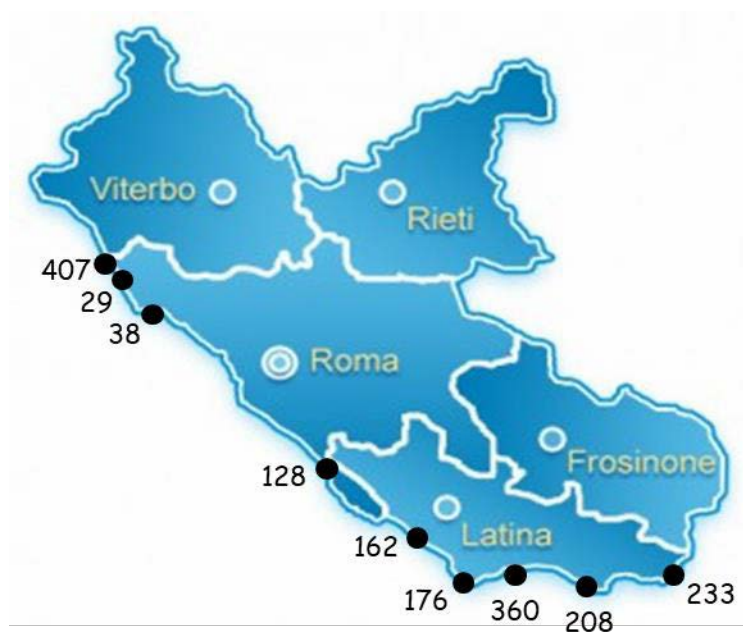 Viterbo
Rieti
407
29
38
Roma
128
Frosinone
162
Latina
176
360
208
233